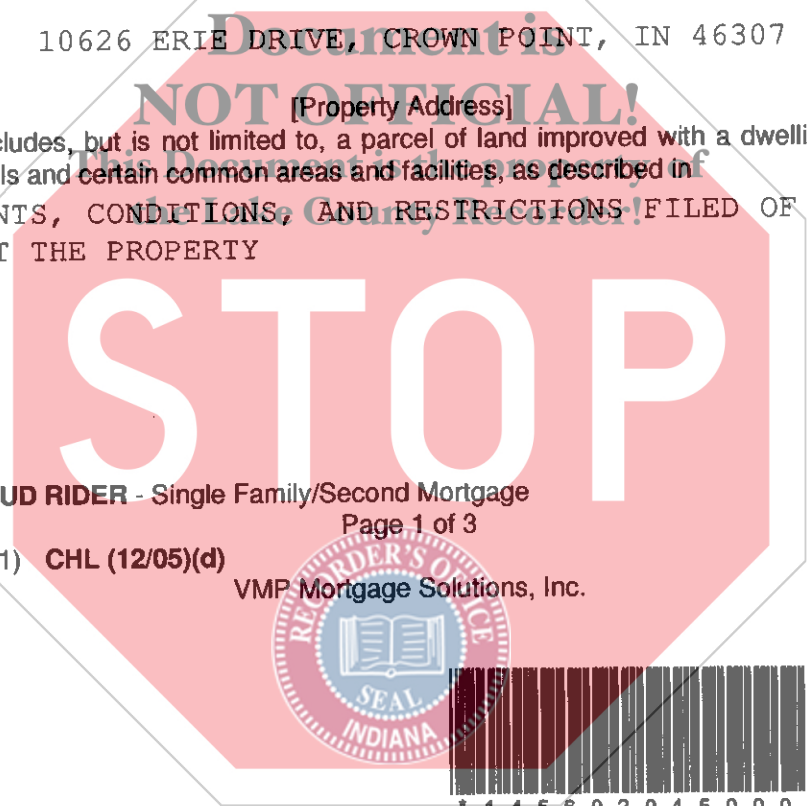 10626 ERIE DRIVE, CROWN POINT, IN 46307
Document is
NOT OFFICIAL!
[Property Address]
cludes, but is not limited to, a parcel of land improved with a dwelli
This Document is the property of
ls and certain common areas and facilities, as described in
the Lake County Recorder!
NTS, CONDITIONS, AND RESTRICTIONS FILED OF
T THE PROPERTY
STOP
UD RIDER - Single Family/Second Mortgage
Page 1 of 3
1) CHL (12/05)(d)
VMP Mortgage Solutions, Inc.
RECORDER'S OFFICE
SEAL
INDIANA